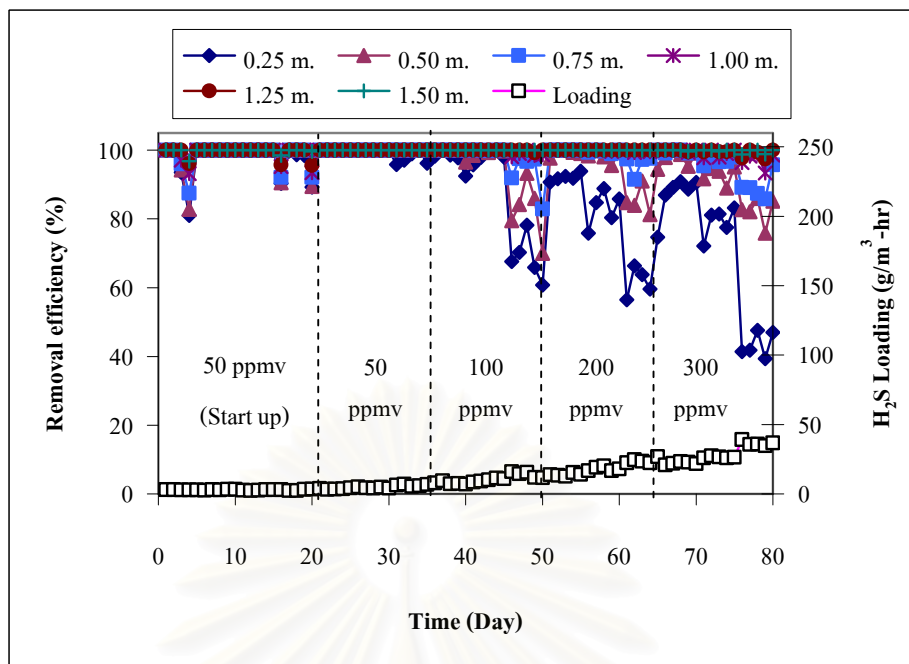 0.25 m. 0.50 m. 0.75 m. 1.00 m.
1.25 m. 1.50 m. Loading
Removal efficiency (%)
100
80
60
40
20
0
50 ppmv
(Start up)
50
ppmv
100
ppmv
200
ppmv
300
ppmv
250
200
150
100
50
0
H₂S Loading (g/m³ -hr)
0 10 20 30 40 50 60 70 80
Time (Day)